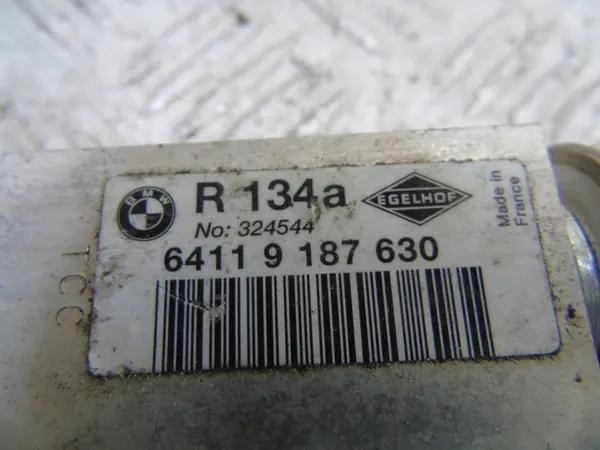 BMW
R 134a
EGELHOF
Made in
France
No: 324544
6411 9 187 630